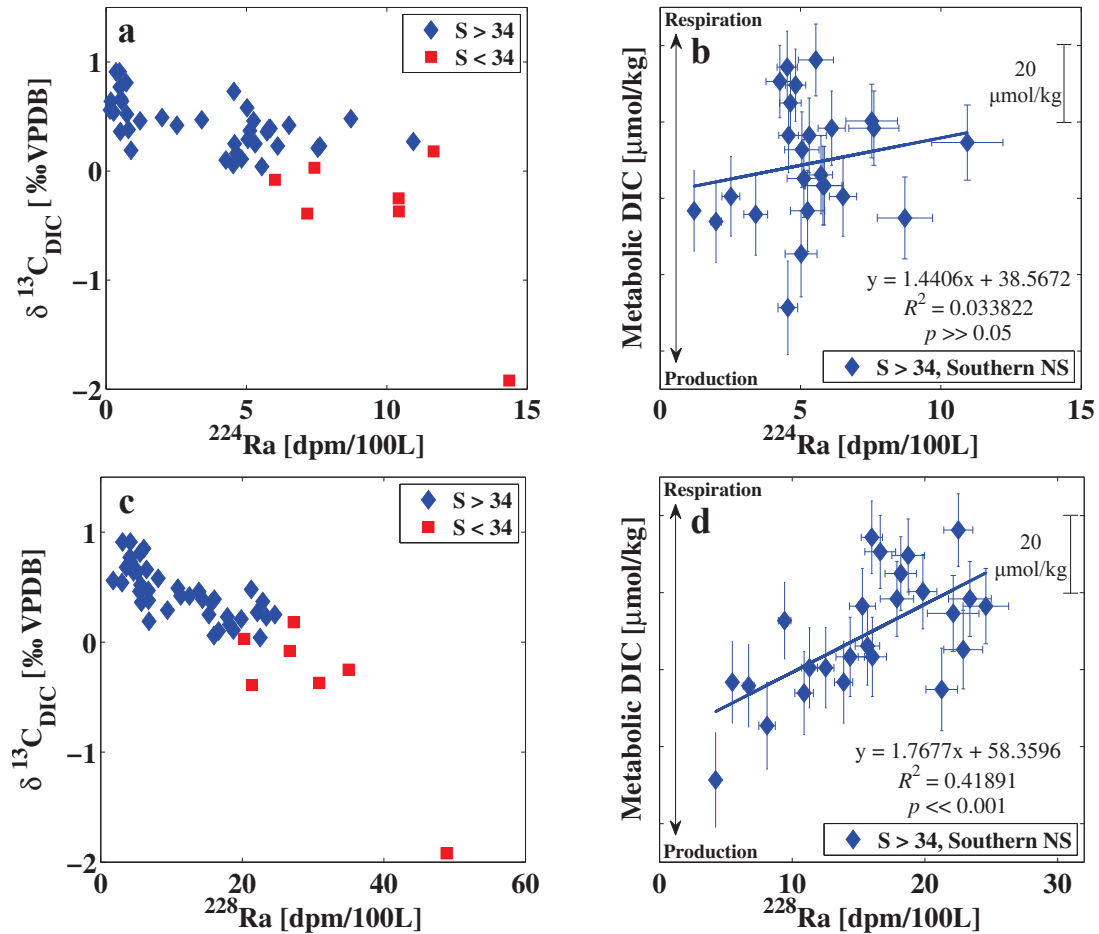 a
S > 34
S < 34
δ ¹³C_DIC [‰ VPDB]
1
0
−1
−2
0
5
10
15
²²⁴Ra [dpm/100L]
Respiration
b
20
μmol/kg
Metabolic DIC [μmol/kg]
y = 1.4406x + 38.5672
R² = 0.033822
p >> 0.05
S > 34, Southern NS
Production
0
5
10
15
²²⁴Ra [dpm/100L]
c
S > 34
S < 34
δ ¹³C_DIC [‰ VPDB]
1
0
−1
−2
0
20
40
60
²²⁸Ra [dpm/100L]
Respiration
d
20
μmol/kg
Metabolic DIC [μmol/kg]
y = 1.7677x + 58.3596
R² = 0.41891
p << 0.001
S > 34, Southern NS
Production
0
10
20
30
²²⁸Ra [dpm/100L]